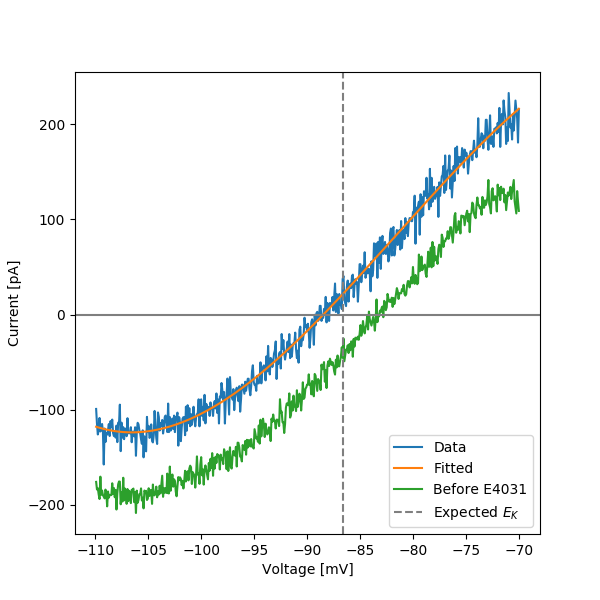 200
100
0
−100
−200
Current [pA]
−110 −105 −100 −95 −90 −85 −80 −75 −70
Voltage [mV]
Data
Fitted
Before E4031
Expected E_K